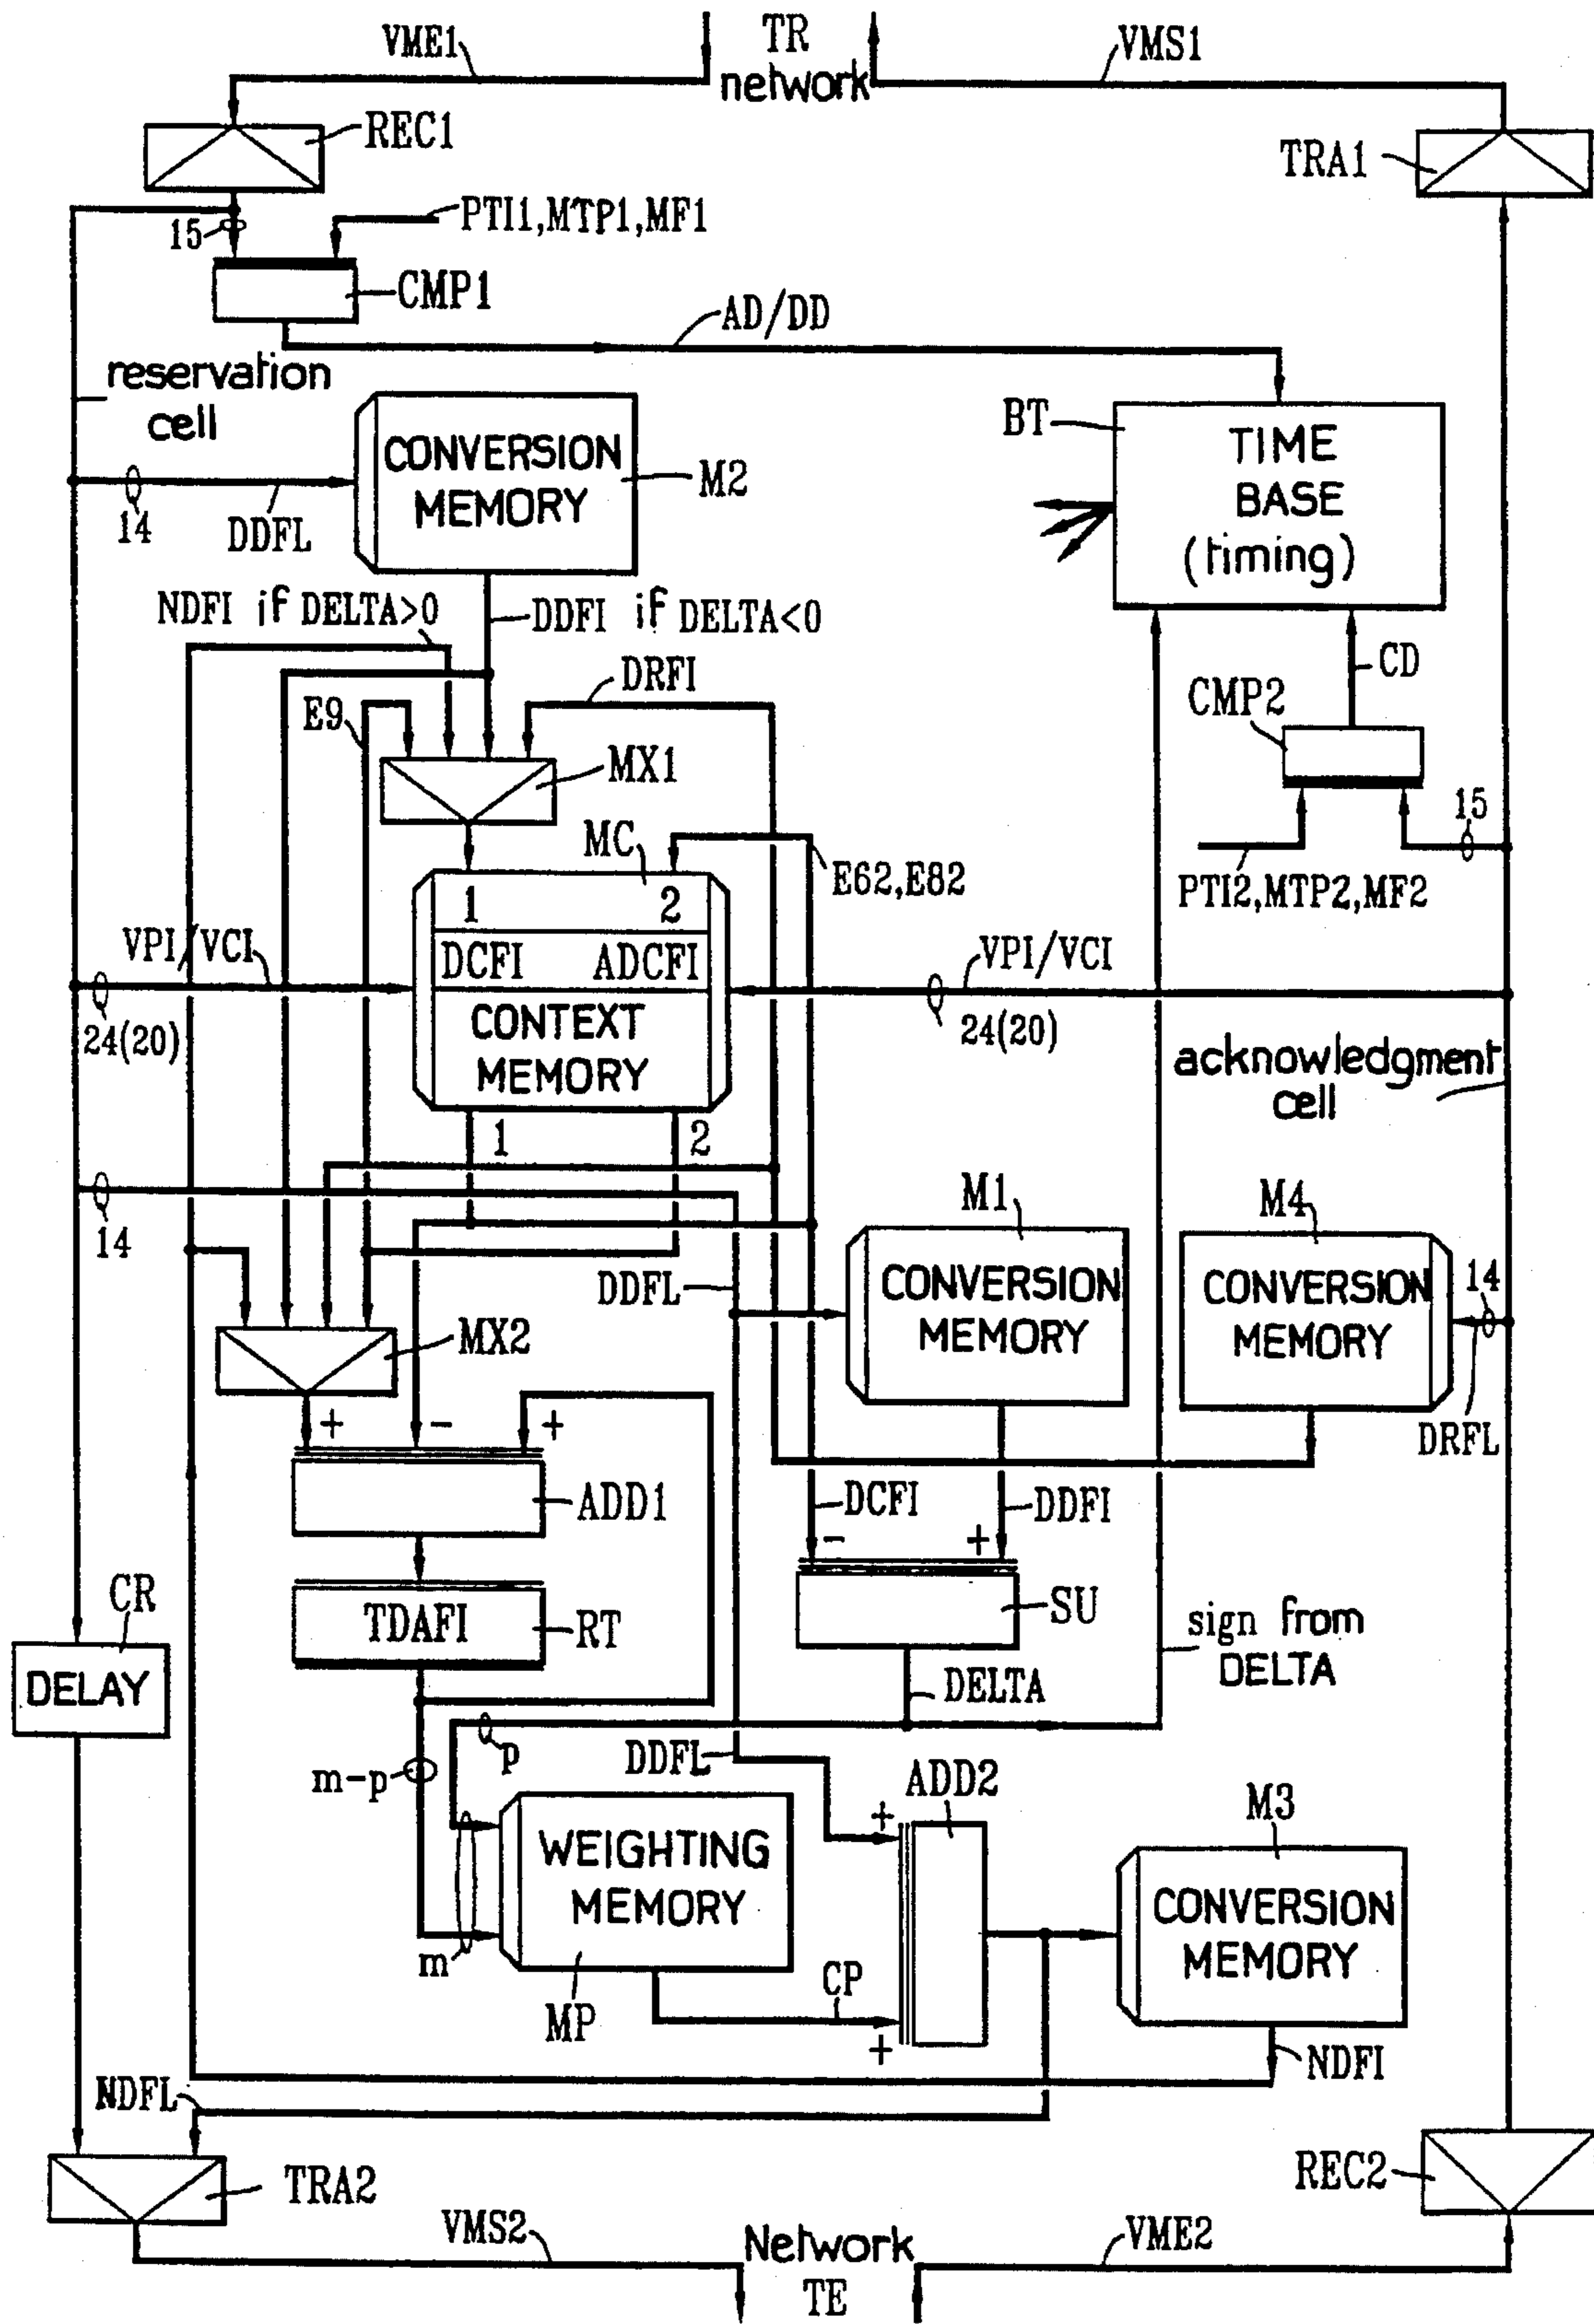 VME1
TR
network
VMS1
REC1
TRA1
15
PTI1,MTP1,MF1
CMP1
AD/DD
reservation
cell
BT
TIME
BASE
(timing)
CONVERSION
MEMORY
M2
14
DDFL
NDFI if DELTA>0
DDFI if DELTA<0
CD
CMP2
DRFI
E9
MX1
15
MC
E62,E82
PTI2,MTP2,MF2
1
2
VPI/VCI
DCFI
ADCFI
VPI/VCI
CONTEXT
MEMORY
24(20)
24(20)
acknowledgment
cell
1
2
14
M1
M4
DDFL
CONVERSION
MEMORY
CONVERSION
MEMORY
14
MX2
DRFL
+
-
+
ADD1
DCFI
DDFI
-
+
CR
TDAFI
RT
SU
sign from
DELTA
DELAY
DELTA
p
m-p
DDFL
ADD2
M3
+
WEIGHTING
MEMORY
CONVERSION
MEMORY
m
MP
CP
+
NDFI
NDFL
TRA2
REC2
VMS2
Network
TE
VME2